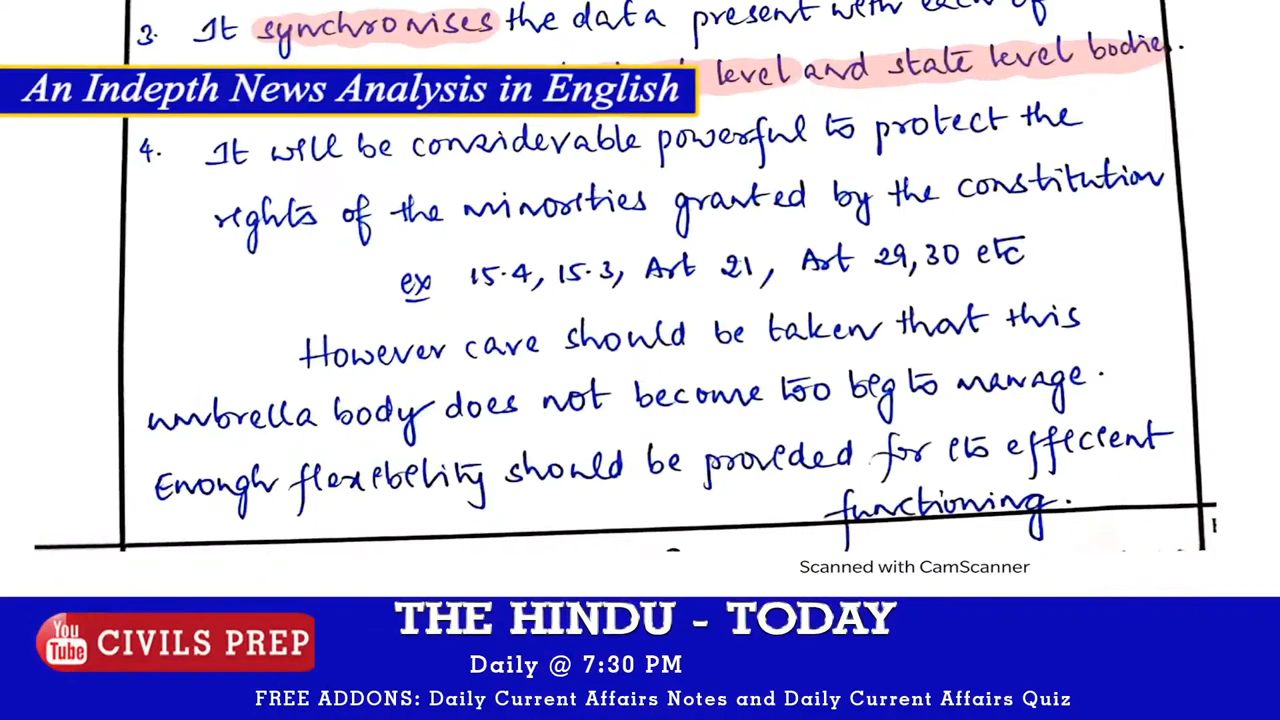 3. It synchronises the data present with each of
level and state level bodies.
An Indepth News Analysis in English
4. It will be considerable powerful to protect the
rights of the minorities granted by the constitution
ex 15.4, 15.3, Art 21, Art 29, 30 etc
However care should be taken that this
umbrella body does not become too big to manage.
Enough flexibility should be provided for its efficient
functioning.
Scanned with CamScanner
You Tube CIVILS PREP
THE HINDU - TODAY
Daily @ 7:30 PM
FREE ADDONS: Daily Current Affairs Notes and Daily Current Affairs Quiz